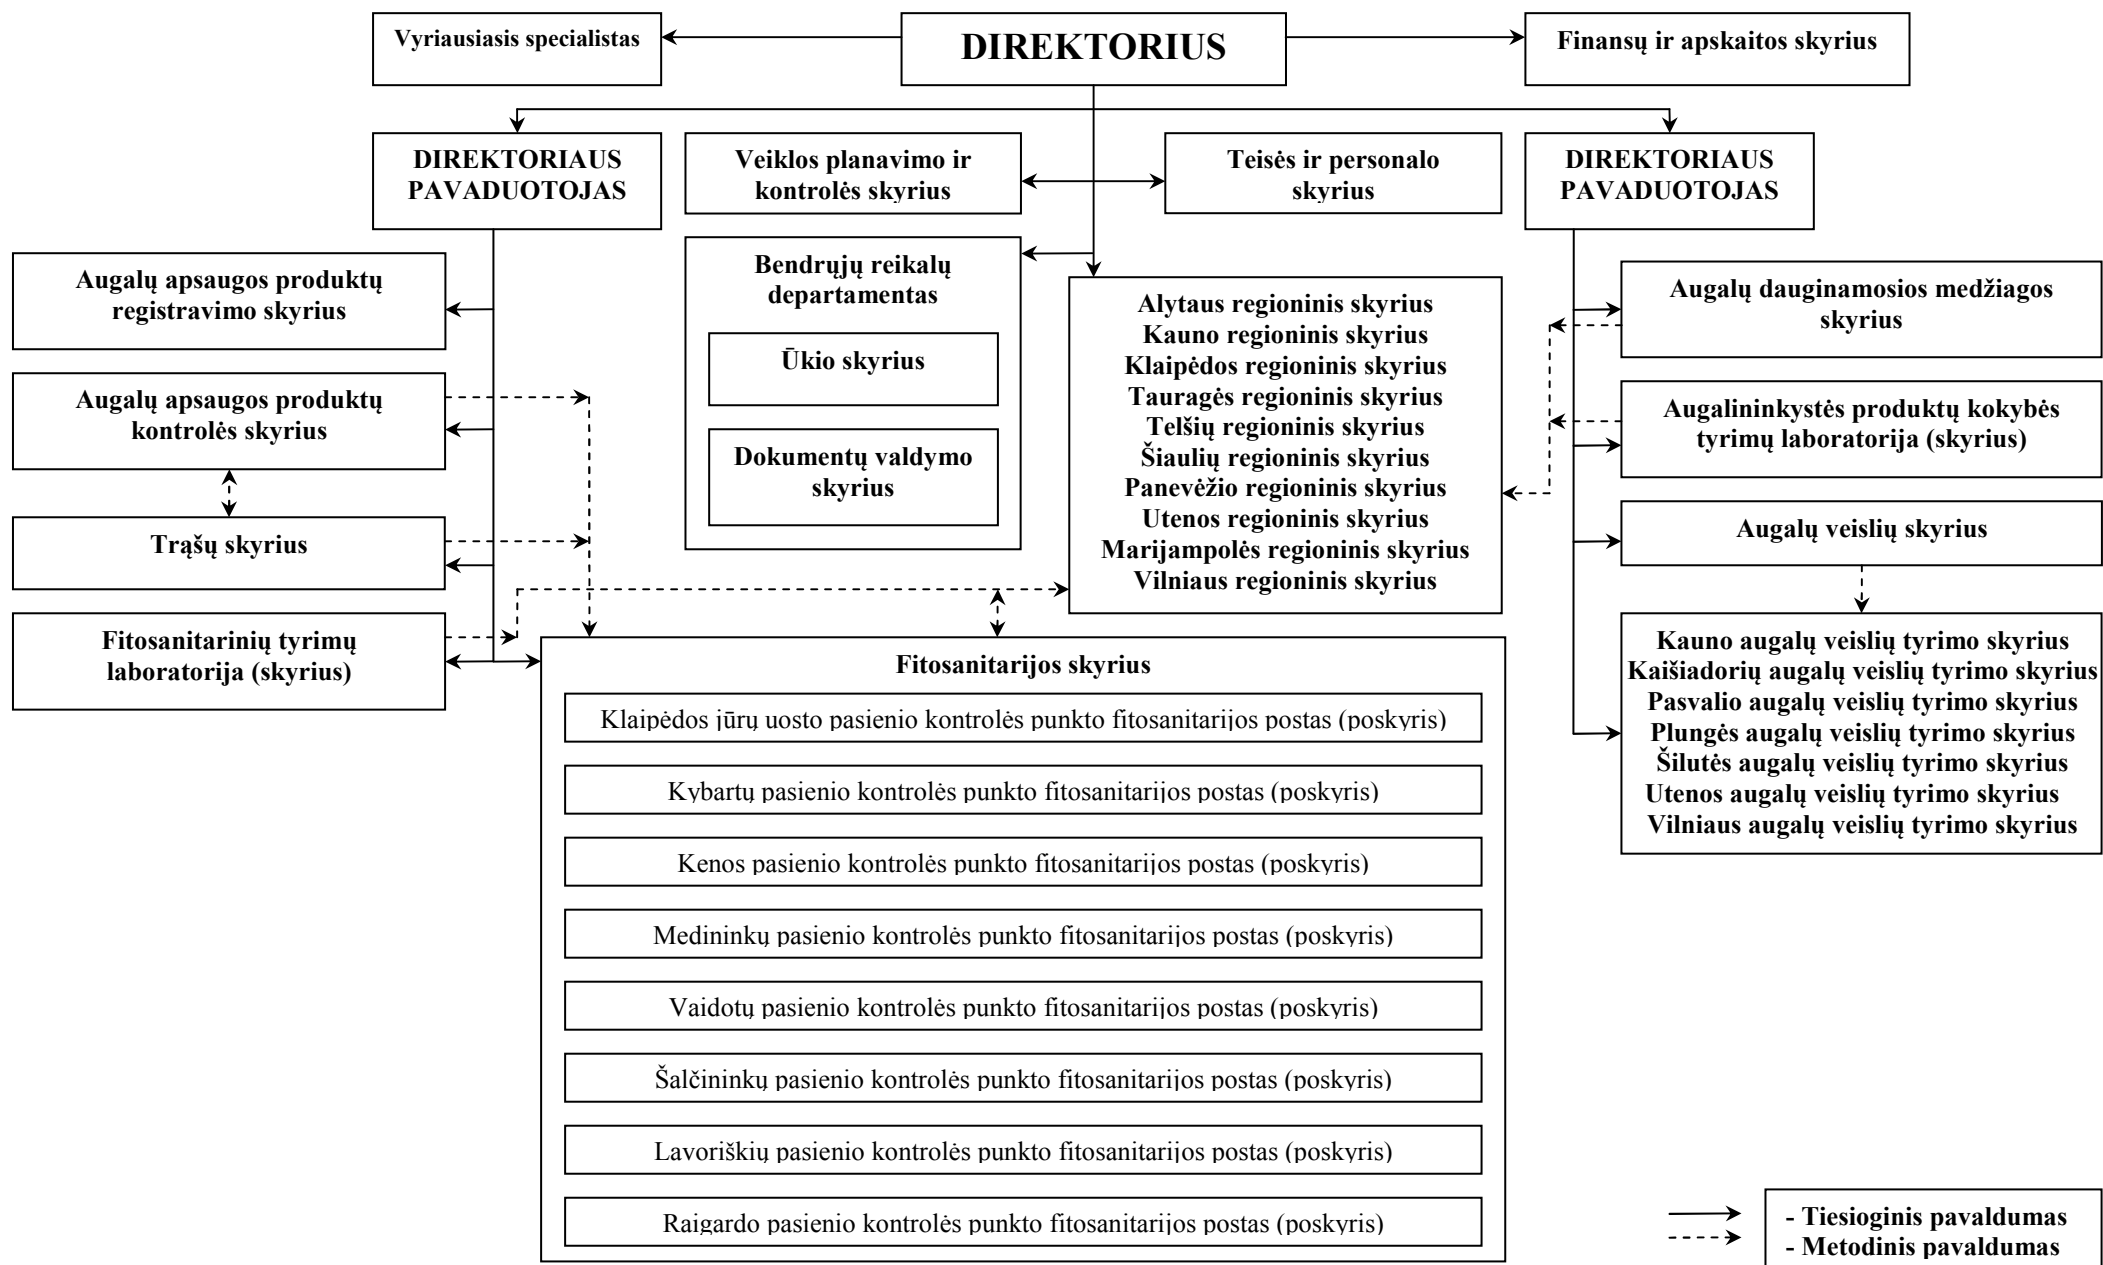 Vyriausiasis specialistas
DIREKTORIUS
Finansų ir apskaitos skyrius
DIREKTORIAUS
PAVADUOTOJAS
Veiklos planavimo ir
kontrolės skyrius
Teisės ir personalo
skyrius
DIREKTORIAUS
PAVADUOTOJAS
Augalų apsaugos produktų
registravimo skyrius
Augalų apsaugos produktų
kontrolės skyrius
Trąšų skyrius
Fitosanitarinių tyrimų
laboratorija (skyrius)
Bendrųjų reikalų
departamentas
Ūkio skyrius
Dokumentų valdymo
skyrius
Alytaus regioninis skyrius
Kauno regioninis skyrius
Klaipėdos regioninis skyrius
Tauragės regioninis skyrius
Telšių regioninis skyrius
Šiaulių regioninis skyrius
Panevėžio regioninis skyrius
Utenos regioninis skyrius
Marijampolės regioninis skyrius
Vilniaus regioninis skyrius
Augalų dauginamosios medžiagos
skyrius
Augalininkystės produktų kokybės
tyrimų laboratorija (skyrius)
Augalų veislių skyrius
Kauno augalų veislių tyrimo skyrius
Kaišiadorių augalų veislių tyrimo skyrius
Pasvalio augalų veislių tyrimo skyrius
Plungės augalų veislių tyrimo skyrius
Šilutės augalų veislių tyrimo skyrius
Utenos augalų veislių tyrimo skyrius
Vilniaus augalų veislių tyrimo skyrius
Fitosanitarijos skyrius
Klaipėdos jūrų uosto pasienio kontrolės punkto fitosanitarijos postas (poskyris)
Kybartų pasienio kontrolės punkto fitosanitarijos postas (poskyris)
Kenos pasienio kontrolės punkto fitosanitarijos postas (poskyris)
Medininkų pasienio kontrolės punkto fitosanitarijos postas (poskyris)
Vaidotų pasienio kontrolės punkto fitosanitarijos postas (poskyris)
Šalčininkų pasienio kontrolės punkto fitosanitarijos postas (poskyris)
Lavoriškių pasienio kontrolės punkto fitosanitarijos postas (poskyris)
Raigardo pasienio kontrolės punkto fitosanitarijos postas (poskyris)
- Tiesioginis pavaldumas
- Metodinis pavaldumas